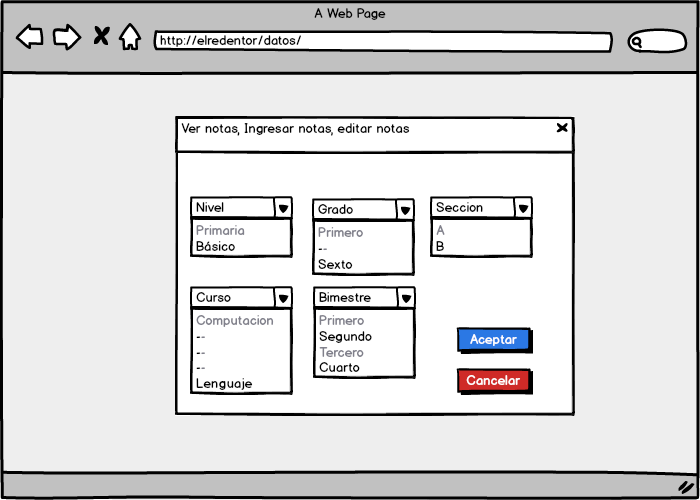 A Web Page
http://elredentor/datos/
Ver notas, Ingresar notas, editar notas
Nivel
Primaria
Básico
Grado
Primero
--
Sexto
Seccion
A
B
Curso
Computacion
--
--
--
Lenguaje
Bimestre
Primero
Segundo
Tercero
Cuarto
Aceptar
Cancelar